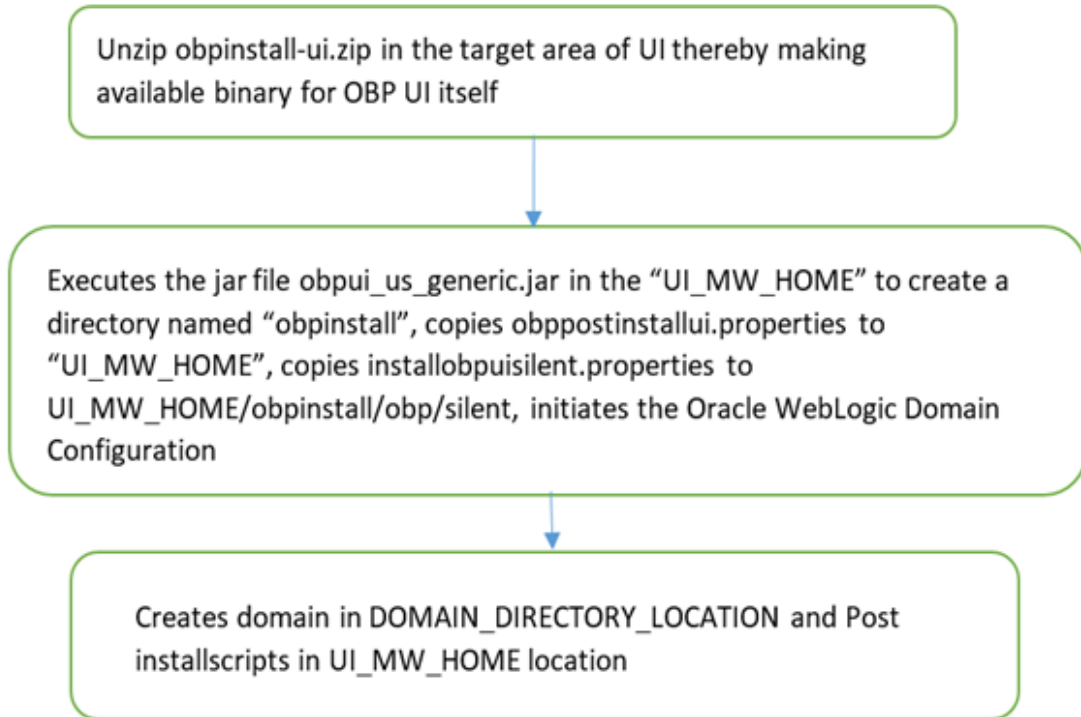 Unzip obpinstall-ui.zip in the target area of UI thereby making
available binary for OBP UI itself
Executes the jar file obpui_us_generic.jar in the “UI_MW_HOME” to create a
directory named “obpinstall”, copies obppostinstallui.properties to
“UI_MW_HOME”, copies installobpuisilent.properties to
UI_MW_HOME/obpinstall/obp/silent, initiates the Oracle WebLogic Domain
Configuration
Creates domain in DOMAIN_DIRECTORY_LOCATION and Post
installscripts in UI_MW_HOME location